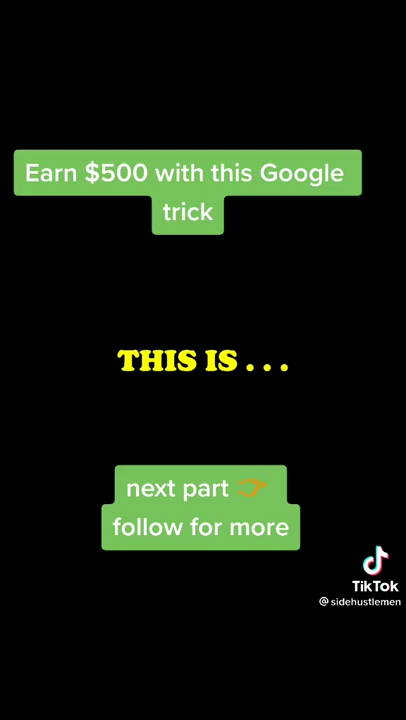 Earn $500 with this Google
trick
THIS IS . . .
next part 👉
follow for more
TikTok
@sidehustlemen